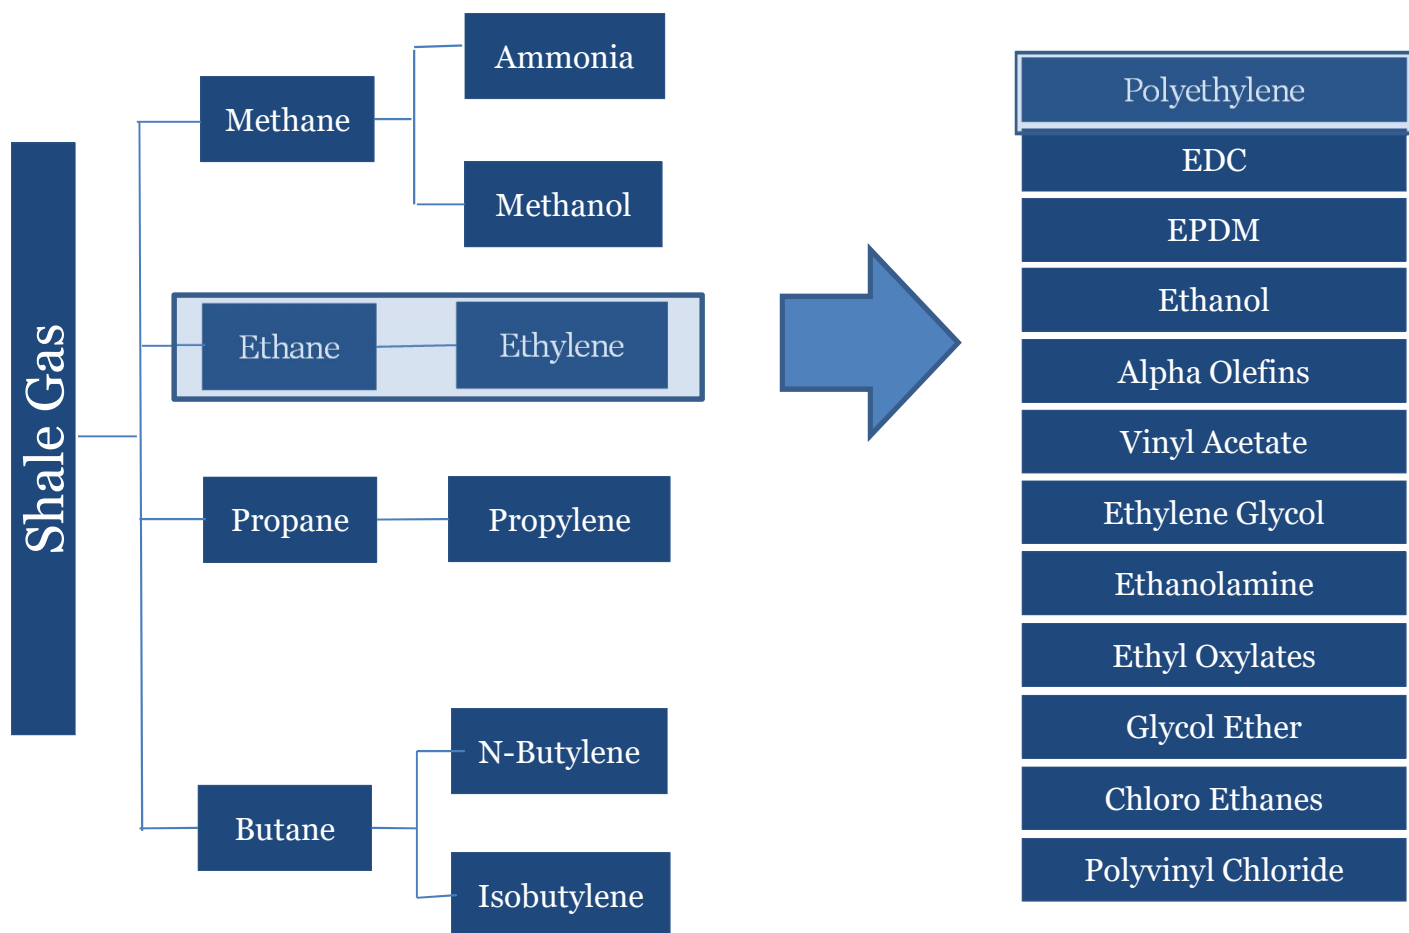 Shale Gas
Methane
Ammonia
Methanol
Ethane
Ethylene
Propane
Propylene
Butane
N-Butylene
Isobutylene
Polyethylene
EDC
EPDM
Ethanol
Alpha Olefins
Vinyl Acetate
Ethylene Glycol
Ethanolamine
Ethyl Oxylates
Glycol Ether
Chloro Ethanes
Polyvinyl Chloride